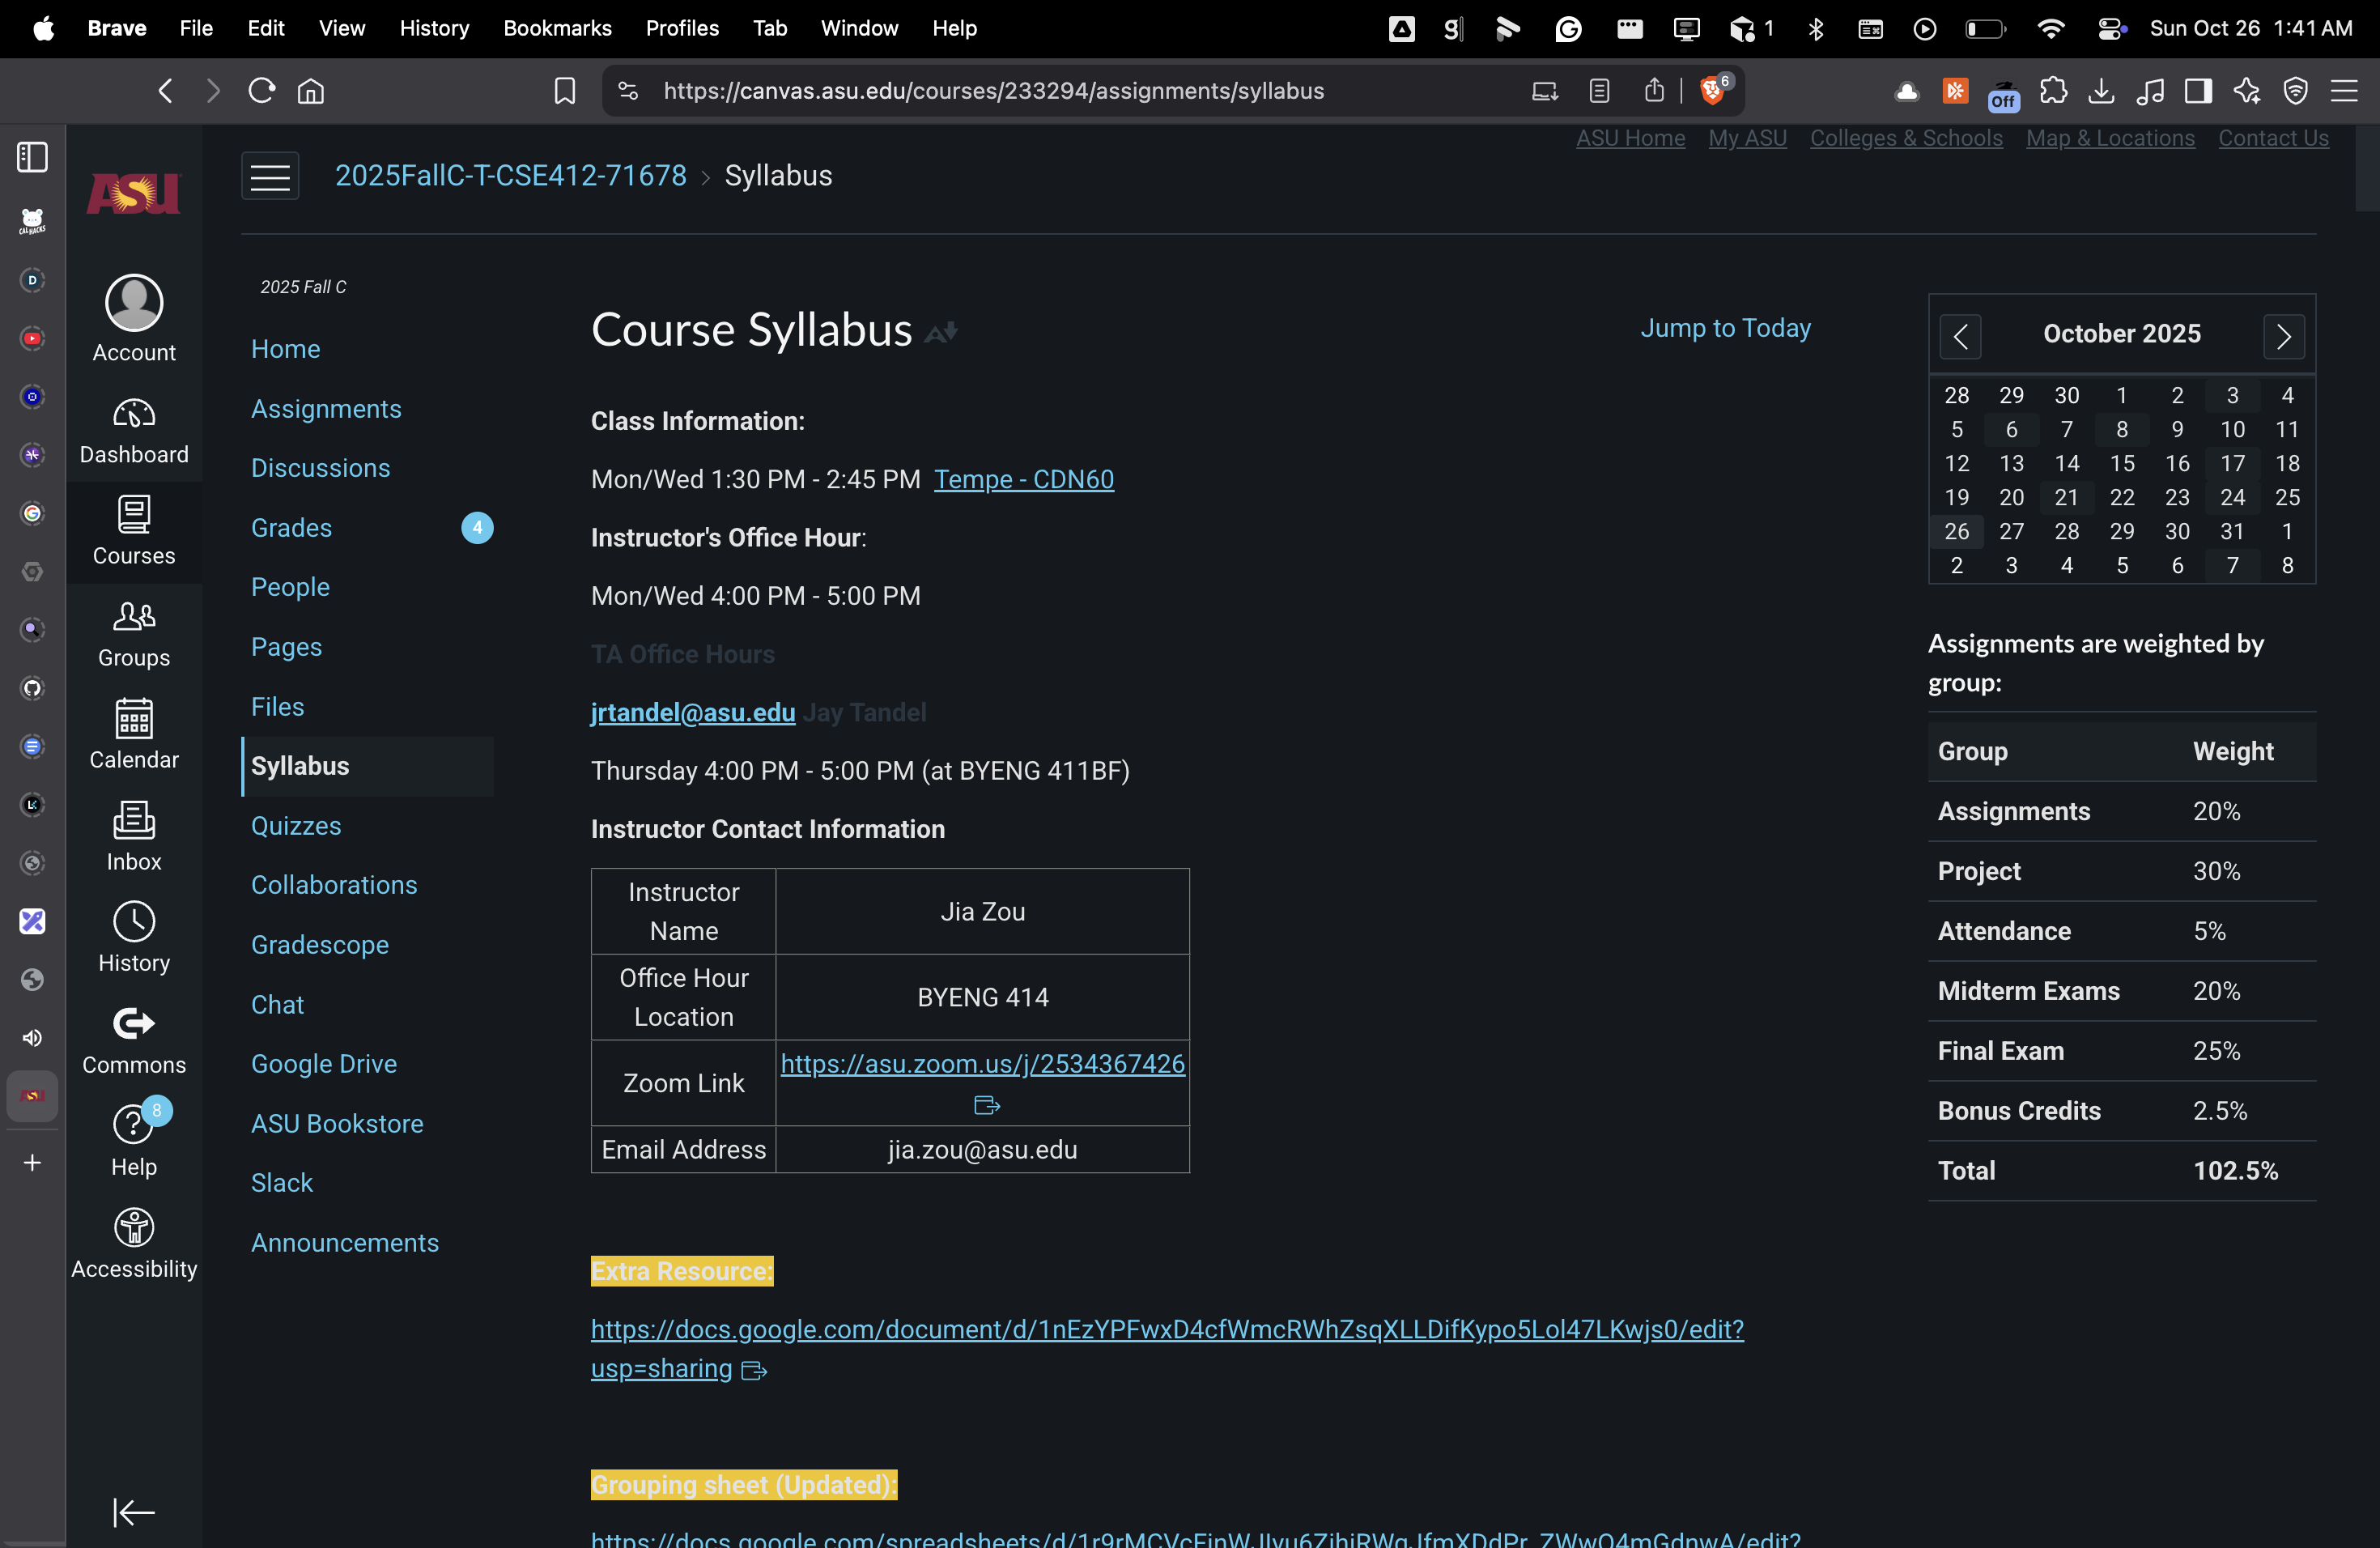 Brave File Edit View History Bookmarks Profiles Tab Window Help
1 Sun Oct 26 1:41 AM
https://canvas.asu.edu/courses/233294/assignments/syllabus
6
Off
ASU Home My ASU Colleges & Schools Map & Locations Contact Us
2025FallC-T-CSE412-71678 > Syllabus
CAL HACKS
D
ASU
Account
Dashboard
Courses
Groups
Calendar
Inbox
History
Commons
8
Help
Accessibility
2025 Fall C
Home
Assignments
Discussions
Grades 4
People
Pages
Files
Syllabus
Quizzes
Collaborations
Gradescope
Chat
Google Drive
ASU Bookstore
Slack
Announcements
Course Syllabus
Jump to Today
Class Information:
Mon/Wed 1:30 PM - 2:45 PM Tempe - CDN60
Instructor's Office Hour:
Mon/Wed 4:00 PM - 5:00 PM
TA Office Hours
jrtandel@asu.edu Jay Tandel
Thursday 4:00 PM - 5:00 PM (at BYENG 411BF)
Instructor Contact Information
Instructor Name Jia Zou
Office Hour Location BYENG 414
Zoom Link https://asu.zoom.us/j/2534367426
Email Address jia.zou@asu.edu
Extra Resource:
https://docs.google.com/document/d/1nEzYPFwxD4cfWmcRWhZsqXLLDifKypo5Lol47LKwjs0/edit?
usp=sharing
Grouping sheet (Updated):
October 2025
28 29 30 1 2 3 4
5 6 7 8 9 10 11
12 13 14 15 16 17 18
19 20 21 22 23 24 25
26 27 28 29 30 31 1
2 3 4 5 6 7 8
Assignments are weighted by
group:
Group Weight
Assignments 20%
Project 30%
Attendance 5%
Midterm Exams 20%
Final Exam 25%
Bonus Credits 2.5%
Total 102.5%